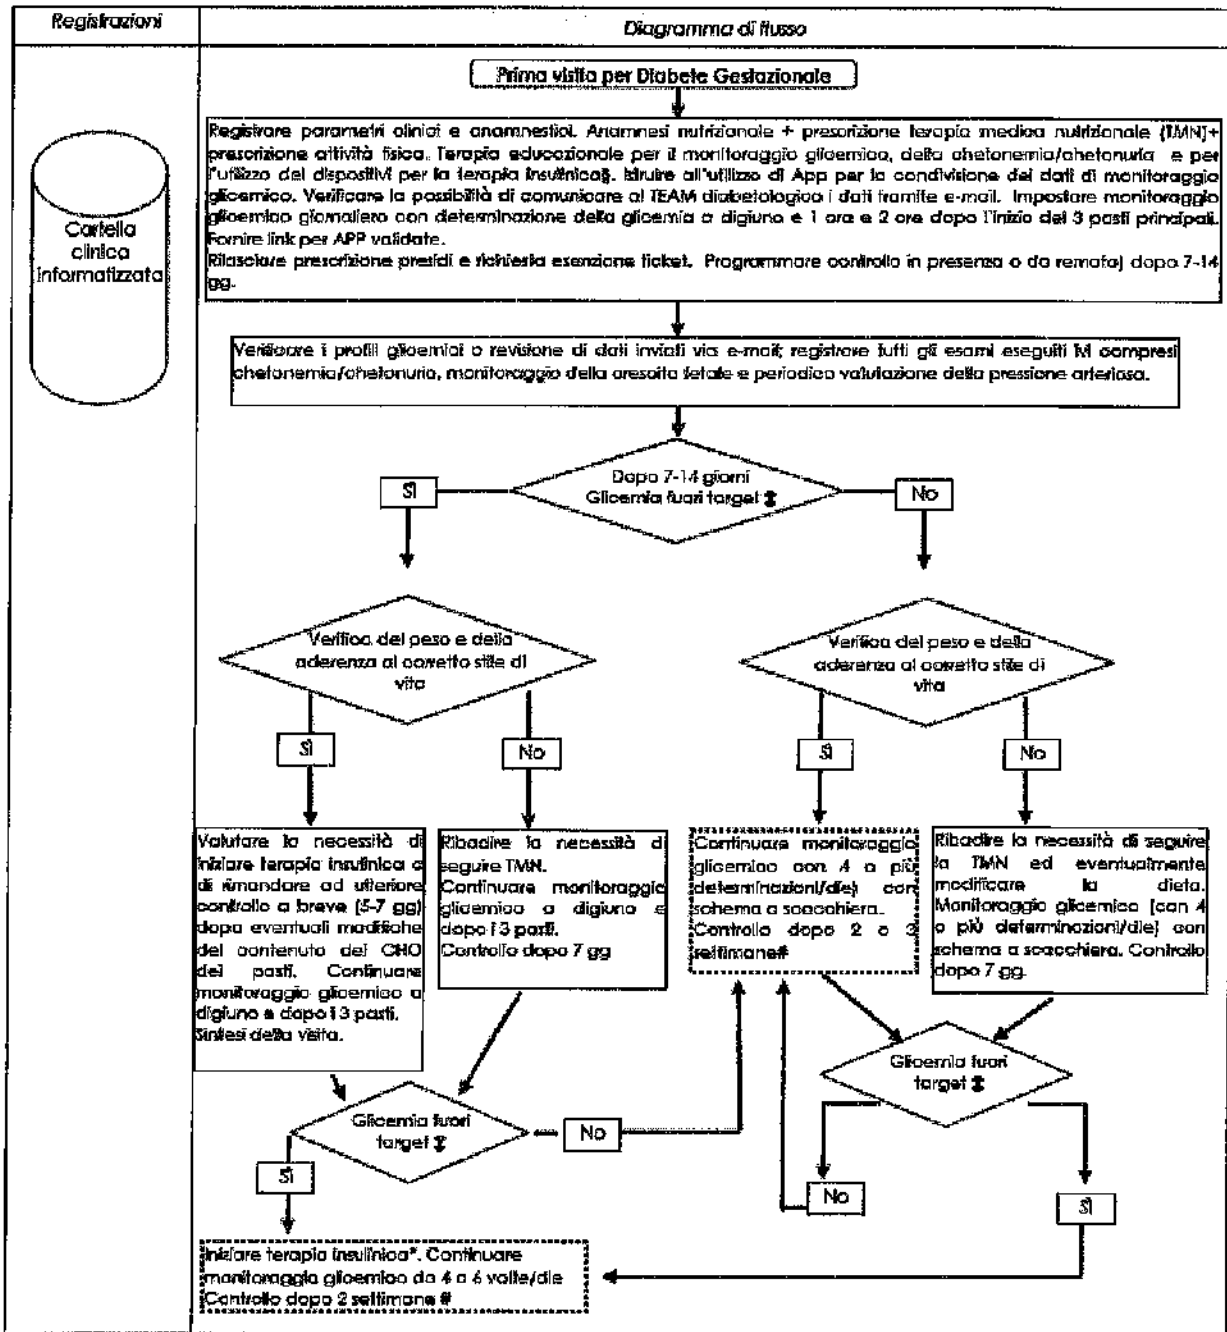 Registrazioni
Diagramma di flusso
Prima visita per Diabete Gestazionale
Cartella
clinica
informatizzata
Registrare parametri clinici e anamnestici. Anamnesi nutrizionale + prescrizione terapia medica nutrizionale (TMN)+
prescrizione attività fisica. Terapia educazionale per il monitoraggio glicemico, della chetonemia/chetonuria e per
l'utilizzo dei dispositivi per la terapia insulinica§. Istruire all'utilizzo di App per la condivisione dei dati di monitoraggio
glicemico. Verificare la possibilità di comunicare al TEAM diabetologico i dati tramite e-mail. Impostare monitoraggio
glicemico giornaliero con determinazione della glicemia a digiuno e 1 ora e 2 ore dopo l'inizio dei 3 pasti principali.
Fornire link per APP validate.
Rilasciare prescrizione presidi e richiesta esenzione ticket. Programmare controllo in presenza o da remoto) dopo 7-14
gg.
Verificare i profili glicemici o revisione di dati inviati via e-mail; registrare tutti gli esami eseguiti ivi compresi
chetonemia/chetonuria, monitoraggio della crescita fetale e periodica valutazione della pressione arteriosa.
Dopo 7-14 giorni
Glicemia fuori target
Sì
No
Verifica del peso e della
aderenza al corretto stile di
vita
Verifica del peso e della
aderenza al corretto stile di
vita
Sì
No
Sì
No
Valutare la necessità di
iniziare terapia insulinica o
di rimandare ad ulteriore
controllo a breve (5-7 gg)
dopo eventuali modifiche
del contenuto dei CHO
dei pasti. Continuare
monitoraggio glicemico a
digiuno e dopo i 3 pasti.
Sintesi della visita.
Ribadire la necessità di
seguire TMN.
Continuare monitoraggio
glicemico a digiuno e
dopo i 3 pasti.
Controllo dopo 7 gg
Continuare monitoraggio
glicemico con 4 o più
determinazioni/die) con
schema a scacchiera.
Controllo dopo 2 o 3
settimane#
Ribadire la necessità di seguire
la TMN ed eventualmente
modificare la dieta.
Monitoraggio glicemico (con 4
o più determinazioni/die) con
schema a scacchiera. Controllo
dopo 7 gg.
Glicemia fuori
target
Glicemia fuori
target
No
Sì
No
Sì
Iniziare terapia insulinica*. Continuare
monitoraggio glicemico da 4 a 6 volte/die
Controllo dopo 2 settimane #